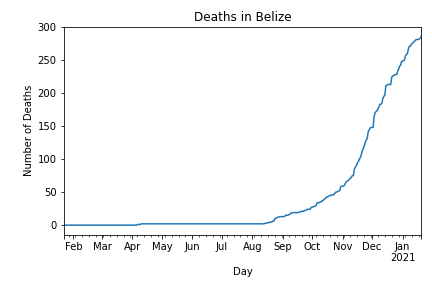 Deaths in Belize
300
250
200
150
100
50
0
Number of Deaths
Feb Mar Apr May Jun Jul Aug Sep Oct Nov Dec Jan
2021
Day